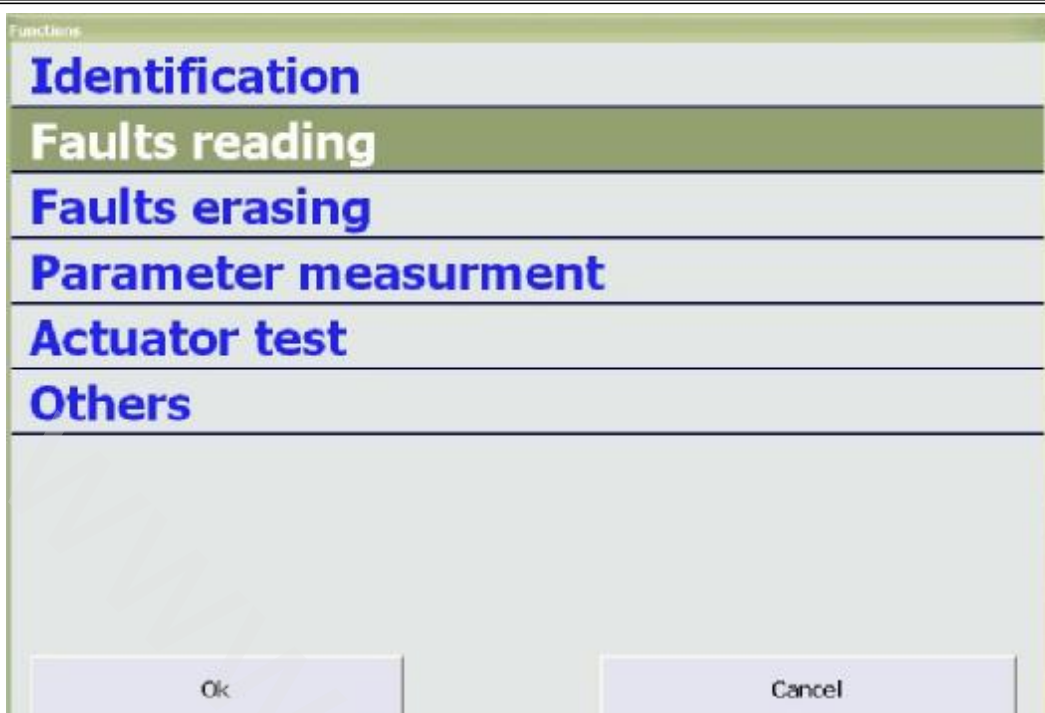 Functions
Identification
Faults reading
Faults erasing
Parameter measurment
Actuator test
Others
Ok
Cancel